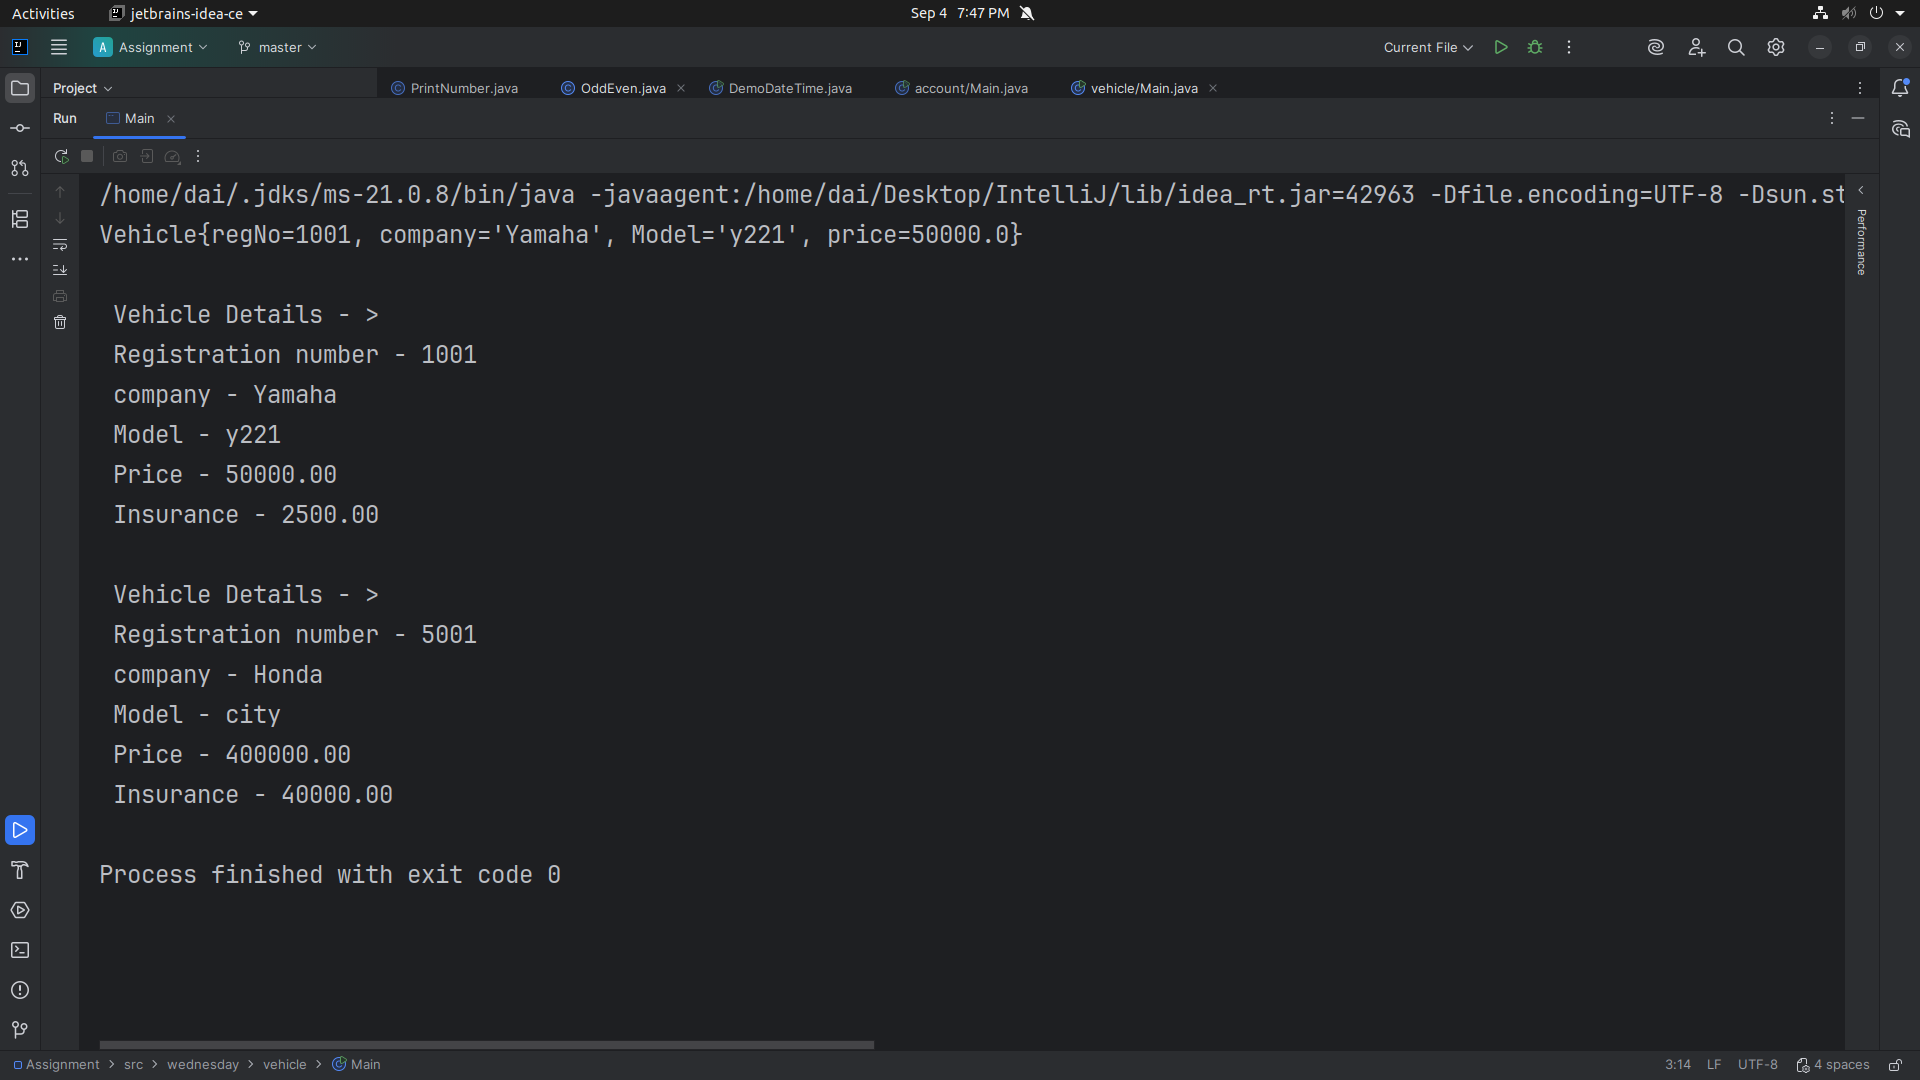 Activities jetbrains-idea-ce Sep 4 7:47 PM
A Assignment master Current File
Project PrintNumber.java OddEven.java DemoDateTime.java account/Main.java vehicle/Main.java
Run Main
/home/dai/.jdks/ms-21.0.8/bin/java -javaagent:/home/dai/Desktop/IntelliJ/lib/idea_rt.jar=42963 -Dfile.encoding=UTF-8 -Dsun.st
Performance
Vehicle{regNo=1001, company='Yamaha', Model='y221', price=50000.0}
Vehicle Details - >
Registration number - 1001
company - Yamaha
Model - y221
Price - 50000.00
Insurance - 2500.00
Vehicle Details - >
Registration number - 5001
company - Honda
Model - city
Price - 400000.00
Insurance - 40000.00
Process finished with exit code 0
Assignment > src > wednesday > vehicle > Main 3:14 LF UTF-8 4 spaces